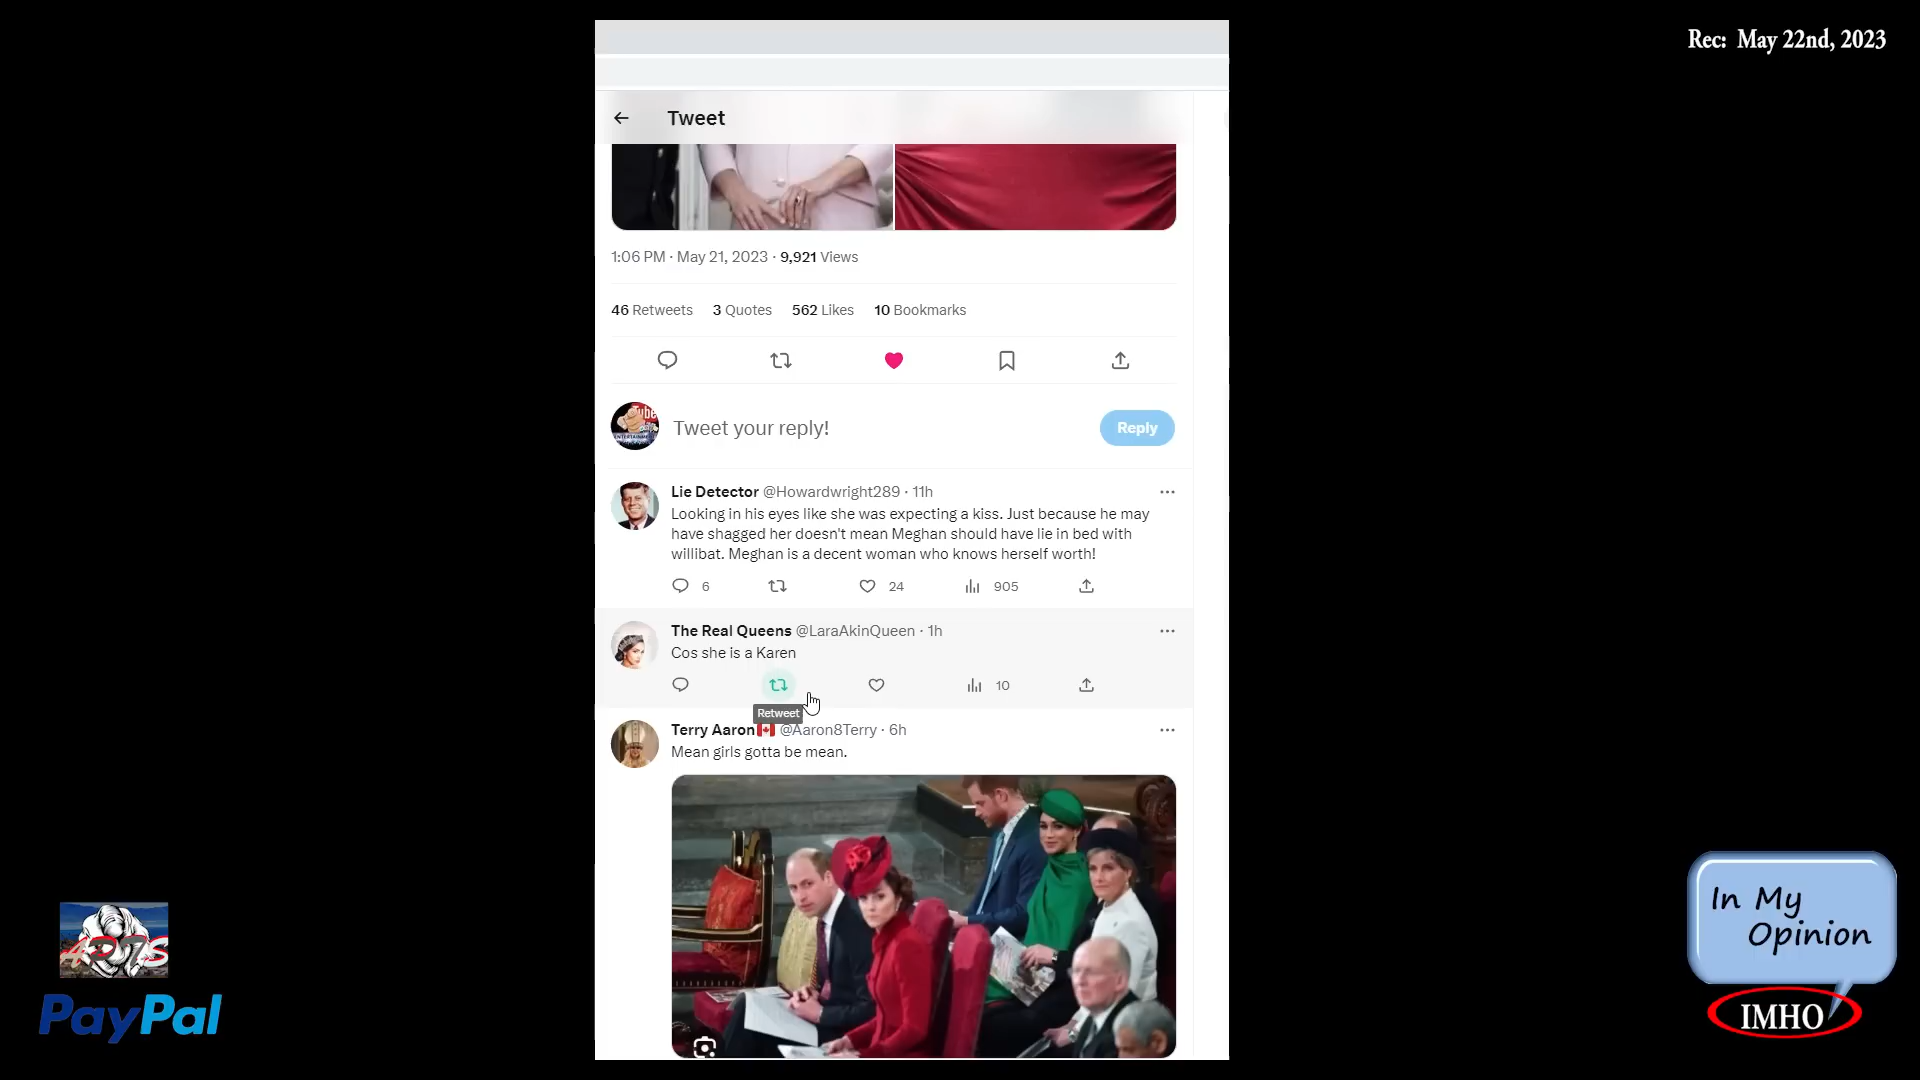 Rec: May 22nd, 2023
Tweet
1:06 PM · May 21, 2023 · 9,921 Views
46 Retweets 3 Quotes 562 Likes 10 Bookmarks
Tweet your reply!
Reply
Lie Detector @Howardwright289 · 11h
Looking in his eyes like she was expecting a kiss. Just because he may
have shagged her doesn't mean Meghan should have lie in bed with
willibat. Meghan is a decent woman who knows herself worth!
6 24 905
The Real Queens @LaraAkinQueen · 1h
Cos she is a Karen
10
Retweet
Terry Aaron🇨🇦 @Aaron8Terry · 6h
Mean girls gotta be mean.
PayPal
In My
Opinion
IMHO